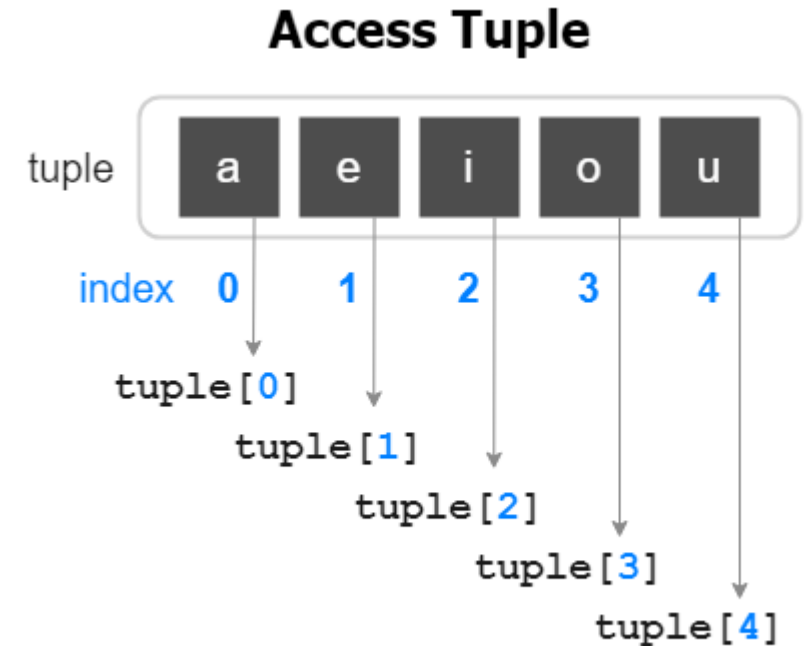 Access Tuple
tuple a e i o u
index 0 1 2 3 4
tuple[0]
tuple[1]
tuple[2]
tuple[3]
tuple[4]